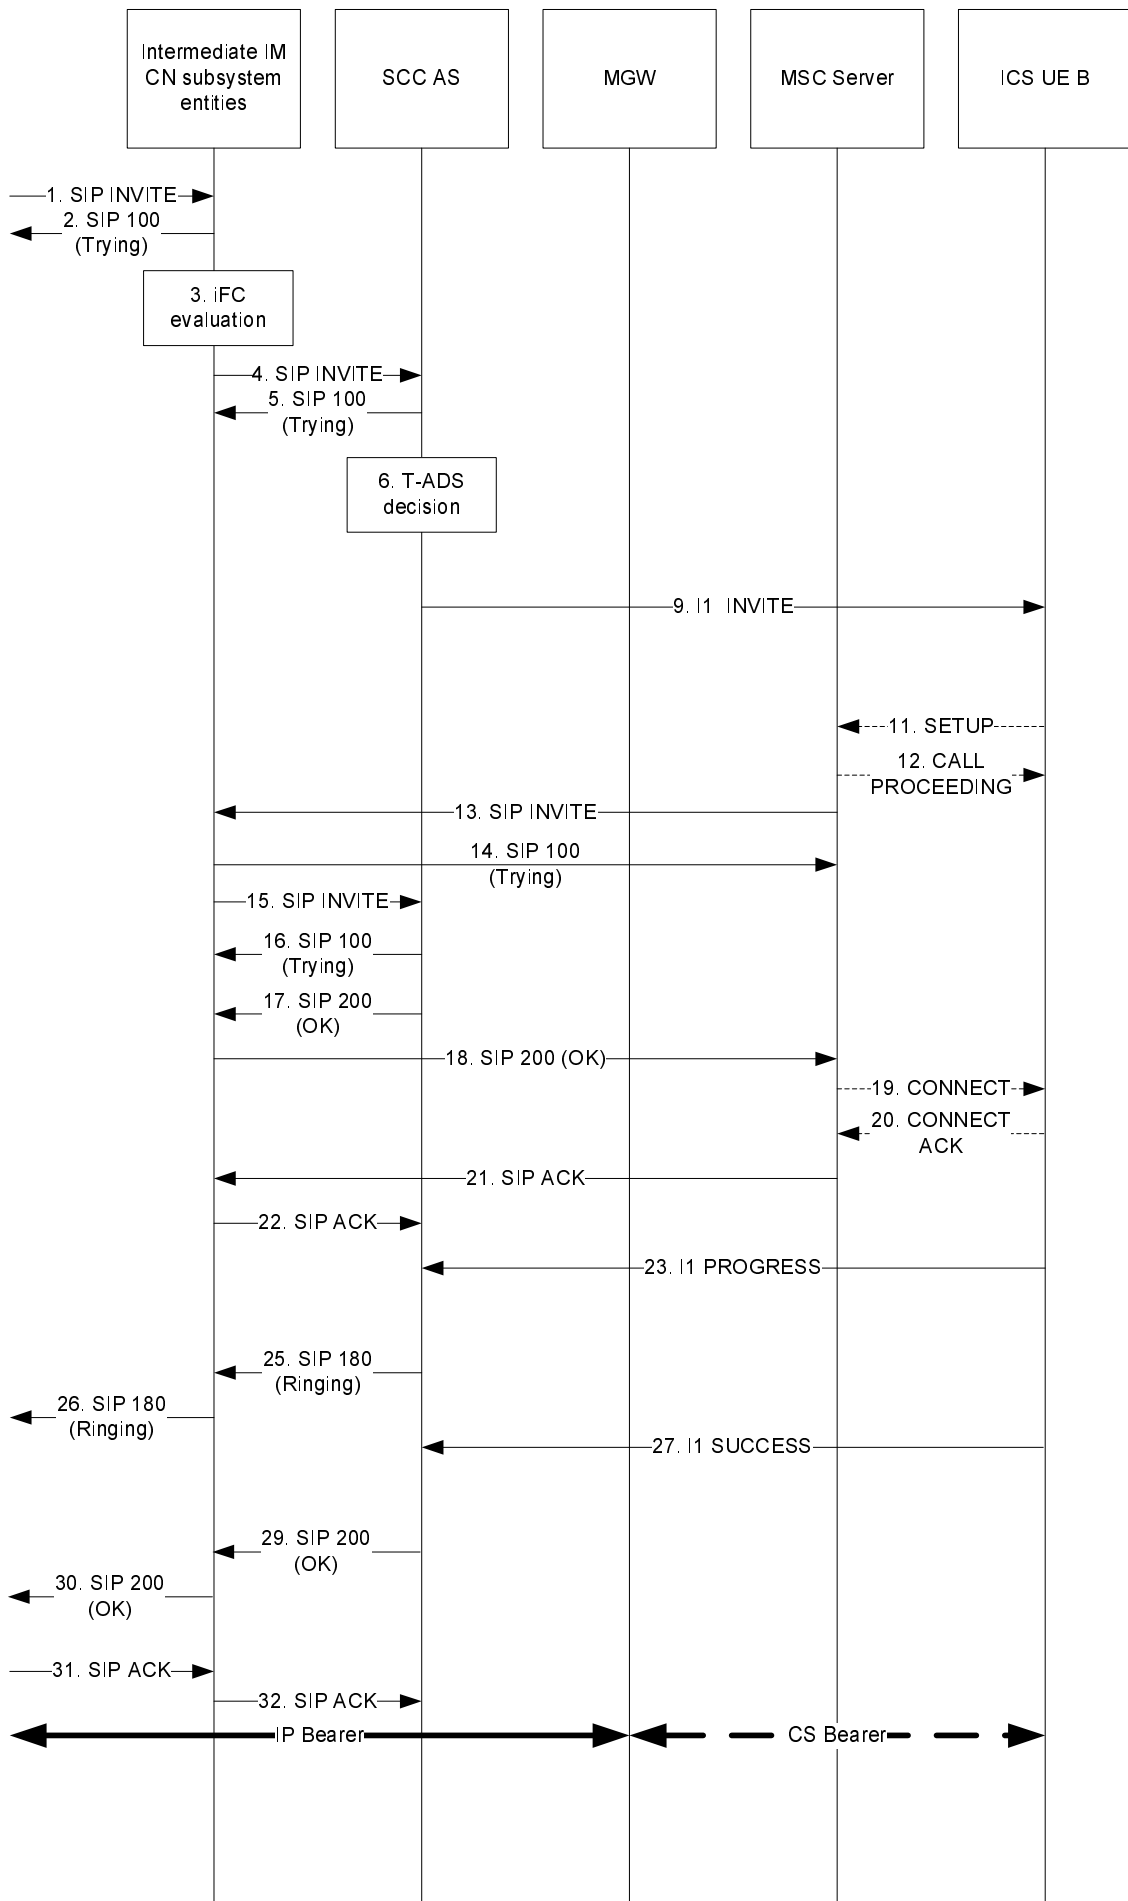 Intermediate IM
CN subsystem
entities
SCC AS
MGW
MSC Server
ICS UE B
1. SIP INVITE
2. SIP 100
(Trying)
3. iFC
evaluation
4. SIP INVITE
5. SIP 100
(Trying)
6. T-ADS
decision
9. I1 INVITE
11. SETUP
12. CALL
PROCEEDING
13. SIP INVITE
14. SIP 100
(Trying)
15. SIP INVITE
16. SIP 100
(Trying)
17. SIP 200
(OK)
18. SIP 200 (OK)
19. CONNECT
20. CONNECT
ACK
21. SIP ACK
22. SIP ACK
23. I1 PROGRESS
25. SIP 180
(Ringing)
26. SIP 180
(Ringing)
27. I1 SUCCESS
29. SIP 200
(OK)
30. SIP 200
(OK)
31. SIP ACK
32. SIP ACK
IP Bearer
CS Bearer